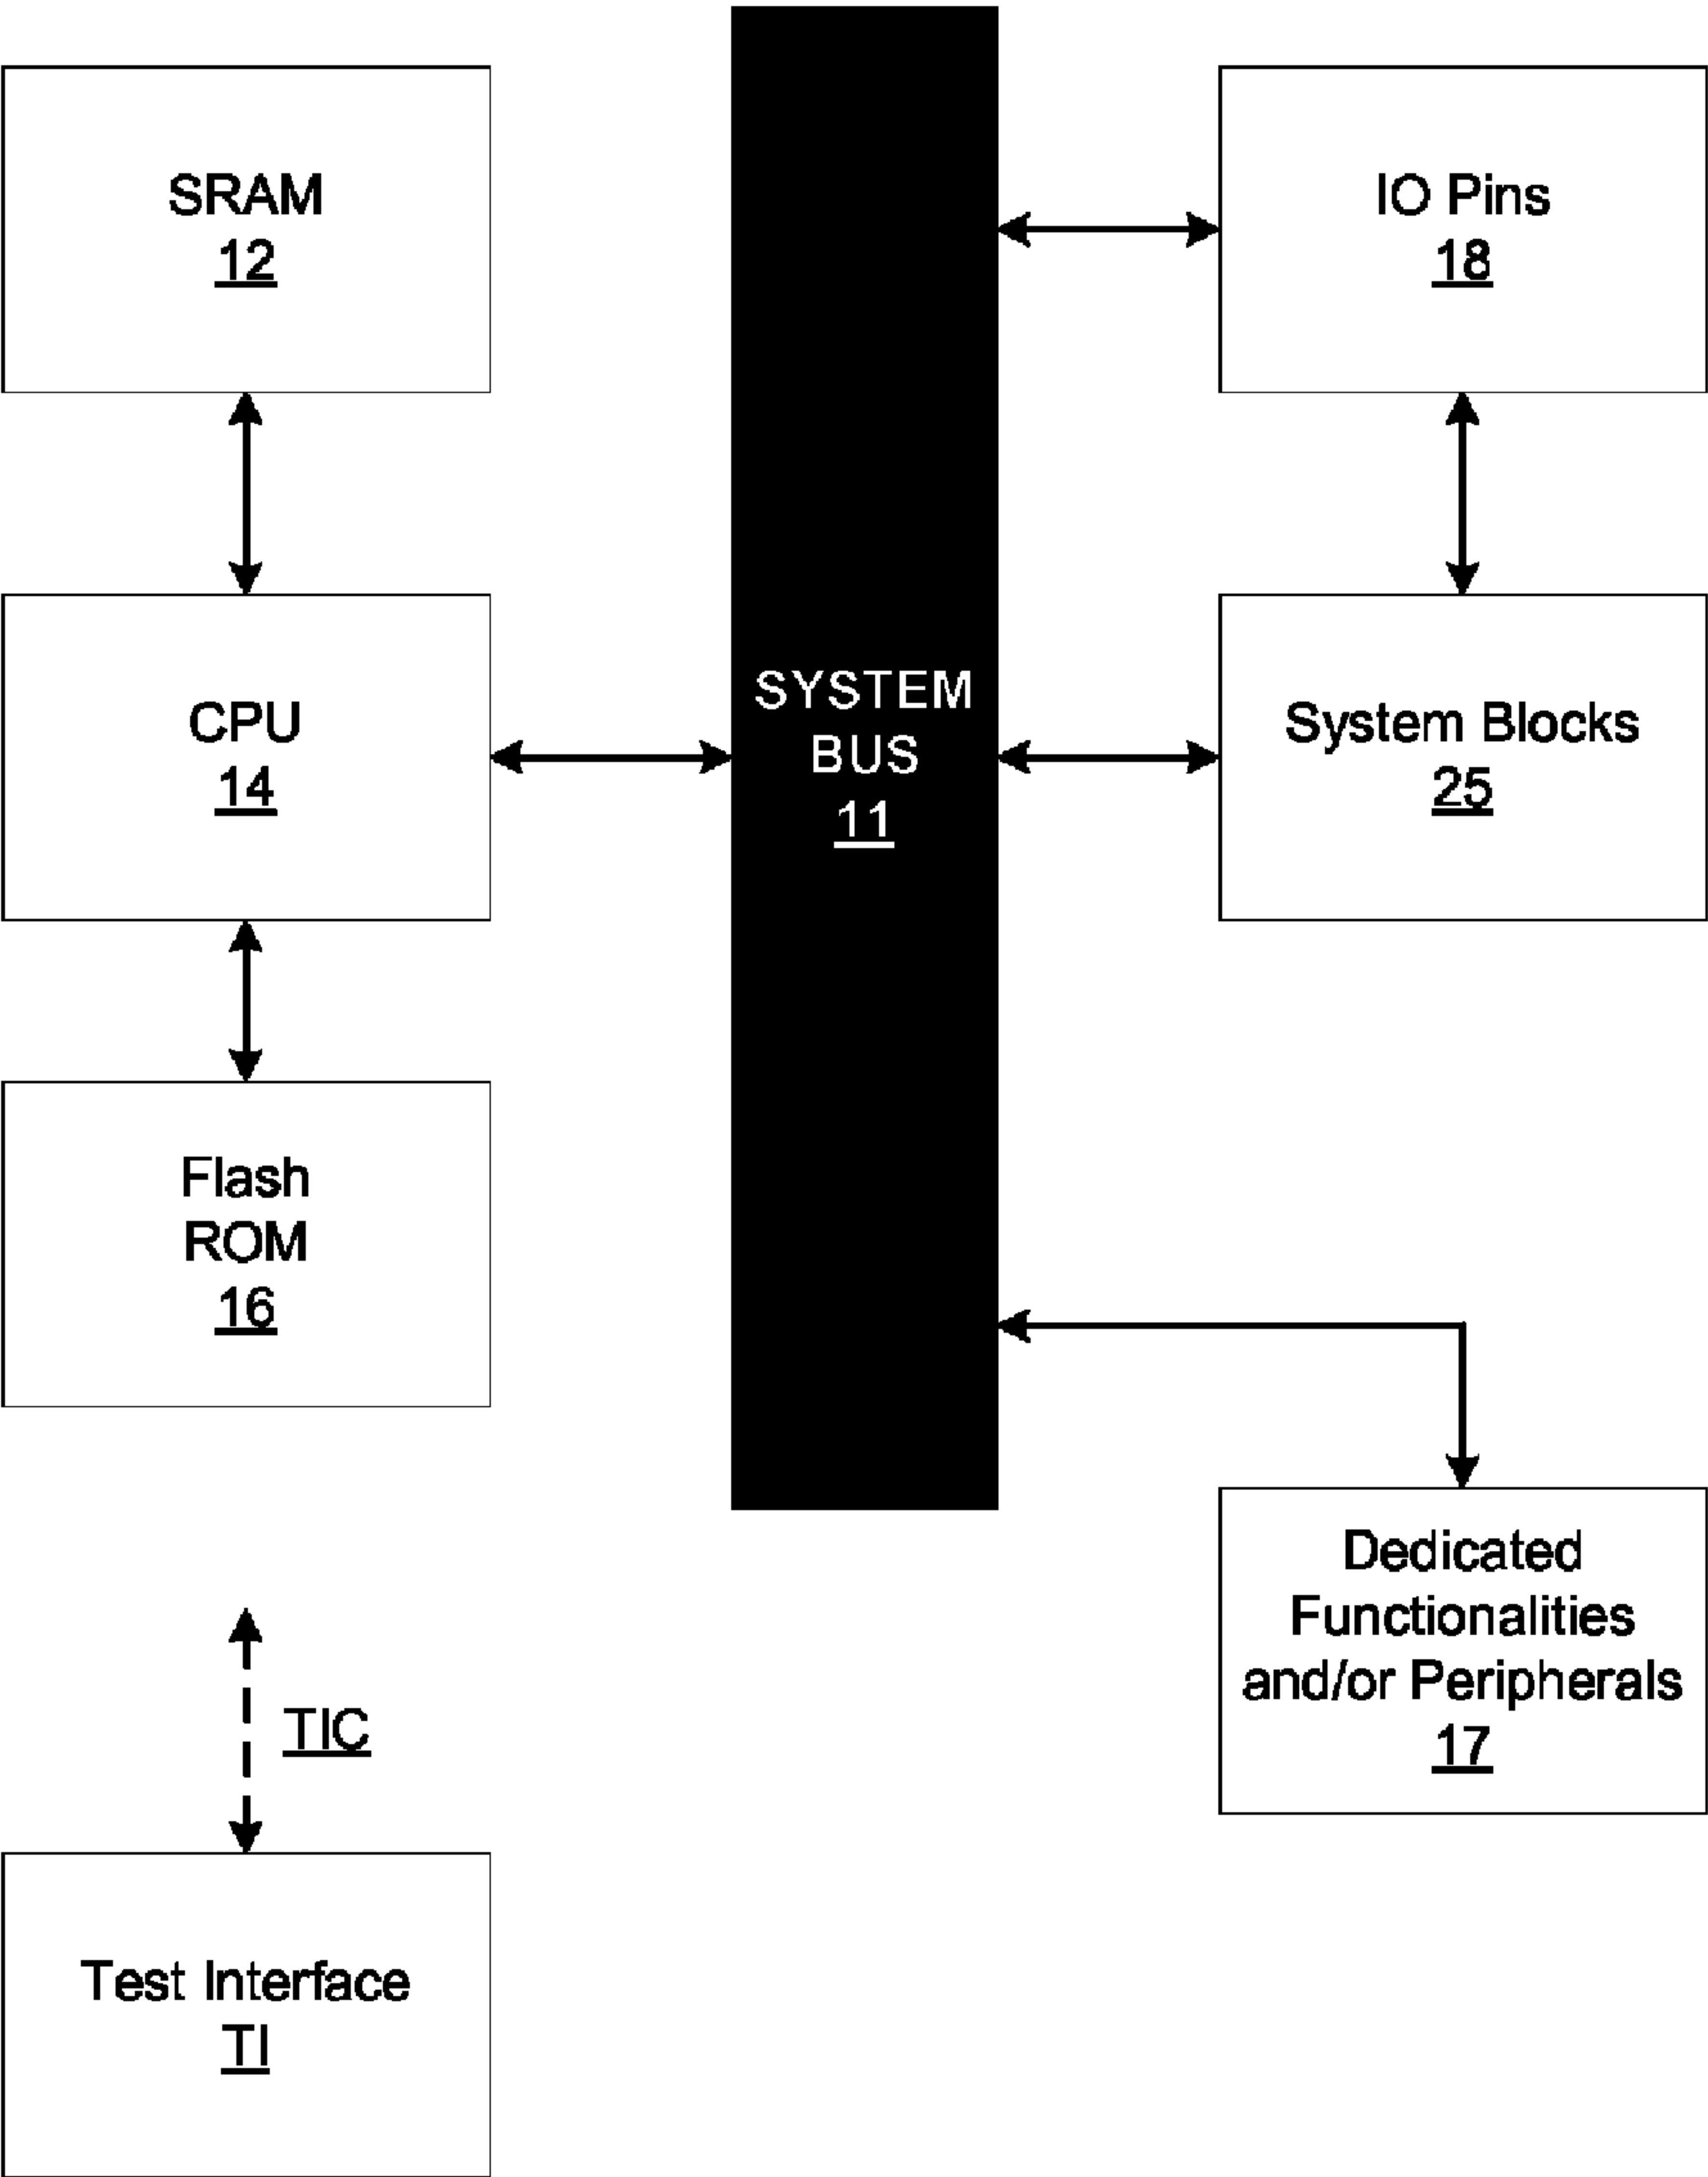 SRAM
12
IO Pins
18
CPU
14
SYSTEM
BUS
11
System Blocks
25
Flash
ROM
16
Dedicated
Functionalities
and/or Peripherals
17
TIC
Test Interface
TI